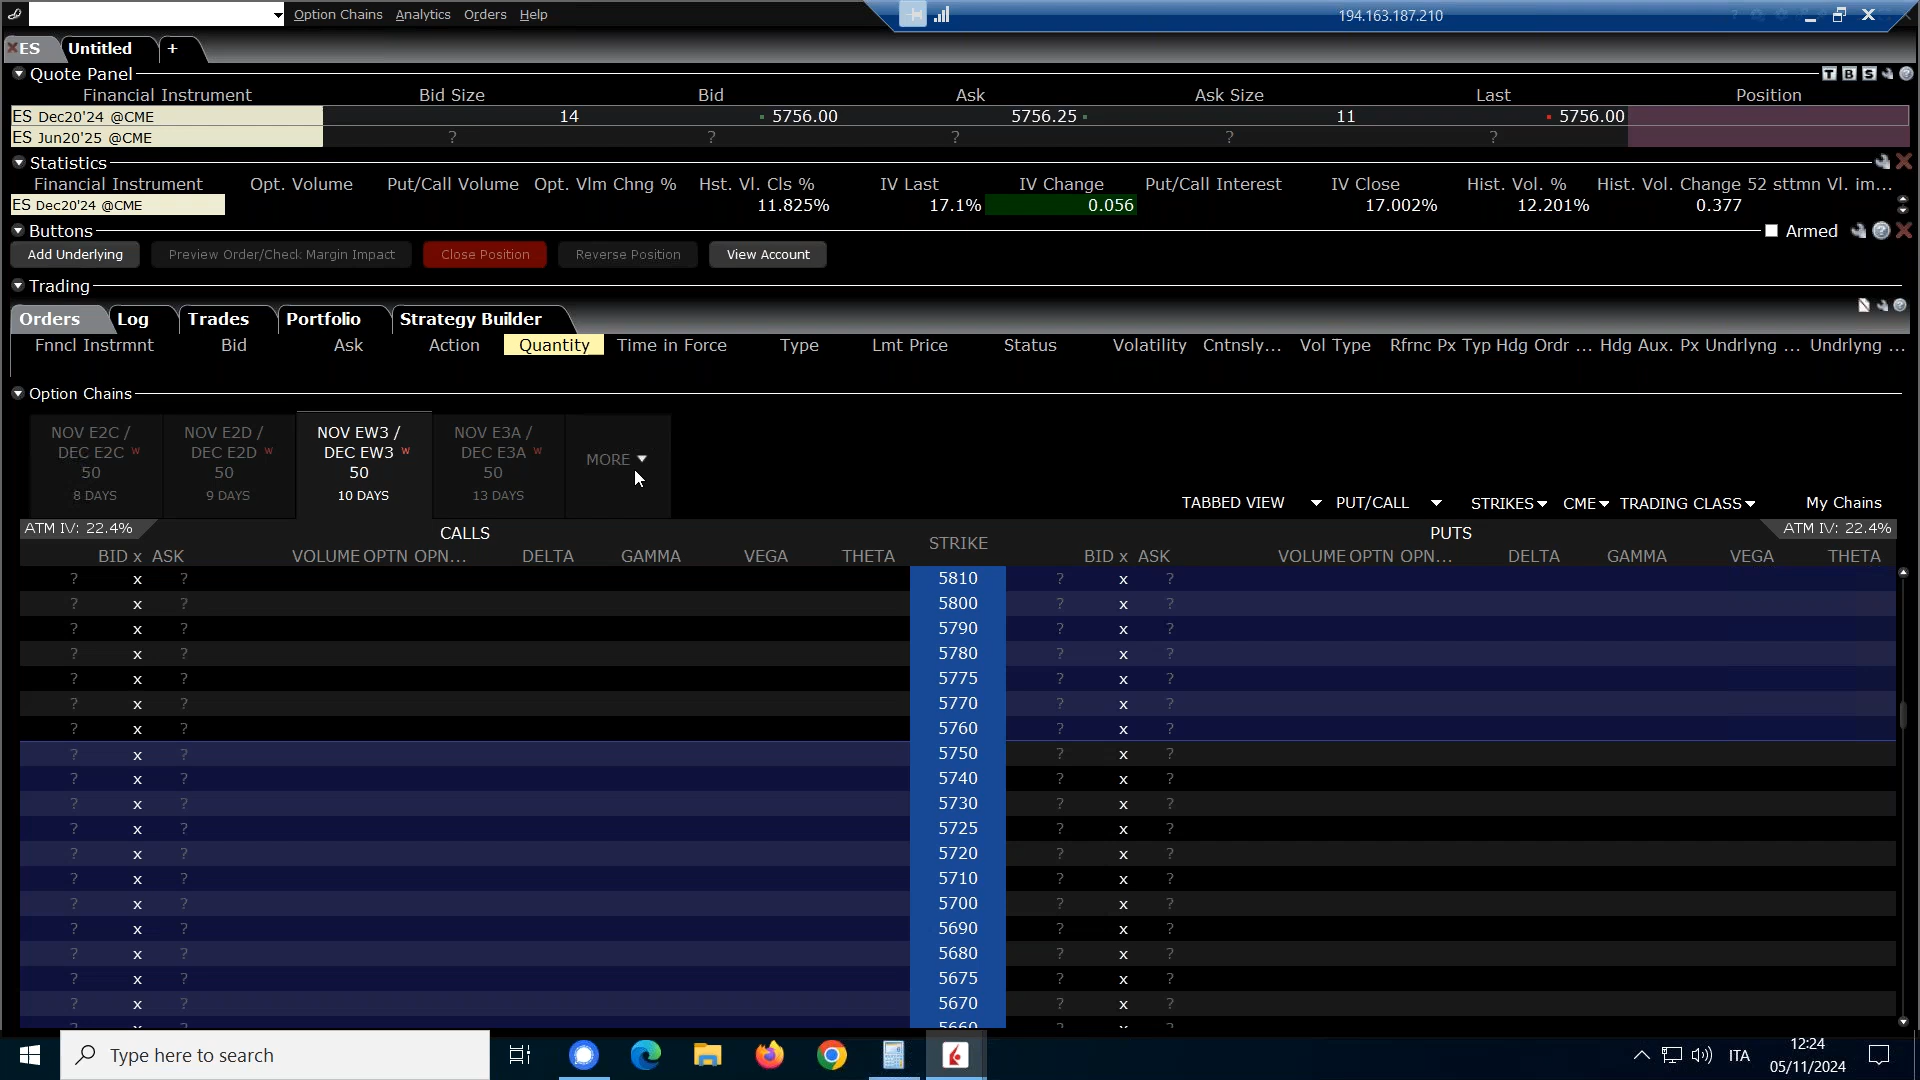 Option Chains Analytics Orders Help 194.163.187.210
ES Untitled +
Quote Panel T B S
Financial Instrument Bid Size Bid Ask Ask Size Last Position
ES Dec20'24 @CME 14 5756.00 5756.25 11 5756.00
ES Jun20'25 @CME ? ? ? ? ?
Statistics
Financial Instrument Opt. Volume Put/Call Volume Opt. Vlm Chng % Hst. Vl. Cls % IV Last IV Change Put/Call Interest IV Close Hist. Vol. % Hist. Vol. Change 52 sttmn Vl. im...
ES Dec20'24 @CME 11.825% 17.1% 0.056 17.002% 12.201% 0.377
Buttons Armed
Add Underlying Preview Order/Check Margin Impact Close Position Reverse Position View Account
Trading
Orders Log Trades Portfolio Strategy Builder
Fnncl Instrmnt Bid Ask Action Quantity Time in Force Type Lmt Price Status Volatility Cntnsly... Vol Type Rfrnc Px Typ Hdg Ordr ... Hdg Aux. Px Undrlyng ... Undrlyng ...
Option Chains
NOV E2C / NOV E2D / NOV EW3 / NOV E3A /
DEC E2C W DEC E2D W DEC EW3 W DEC E3A W MORE
50 50 50 50
8 DAYS 9 DAYS 10 DAYS 13 DAYS
TABBED VIEW PUT/CALL STRIKES CME TRADING CLASS My Chains
ATM IV: 22.4% CALLS STRIKE PUTS ATM IV: 22.4%
BID x ASK VOLUME OPTN OPN... DELTA GAMMA VEGA THETA BID x ASK VOLUME OPTN OPN... DELTA GAMMA VEGA THETA
? x ? 5810 ? x ?
? x ? 5800 ? x ?
? x ? 5790 ? x ?
? x ? 5780 ? x ?
? x ? 5775 ? x ?
? x ? 5770 ? x ?
? x ? 5760 ? x ?
? x ? 5750 ? x ?
? x ? 5740 ? x ?
? x ? 5730 ? x ?
? x ? 5725 ? x ?
? x ? 5720 ? x ?
? x ? 5710 ? x ?
? x ? 5700 ? x ?
? x ? 5690 ? x ?
? x ? 5680 ? x ?
? x ? 5675 ? x ?
? x ? 5670 ? x ?
? x ? 5660 ? x ?
Type here to search ITA 12:24
05/11/2024